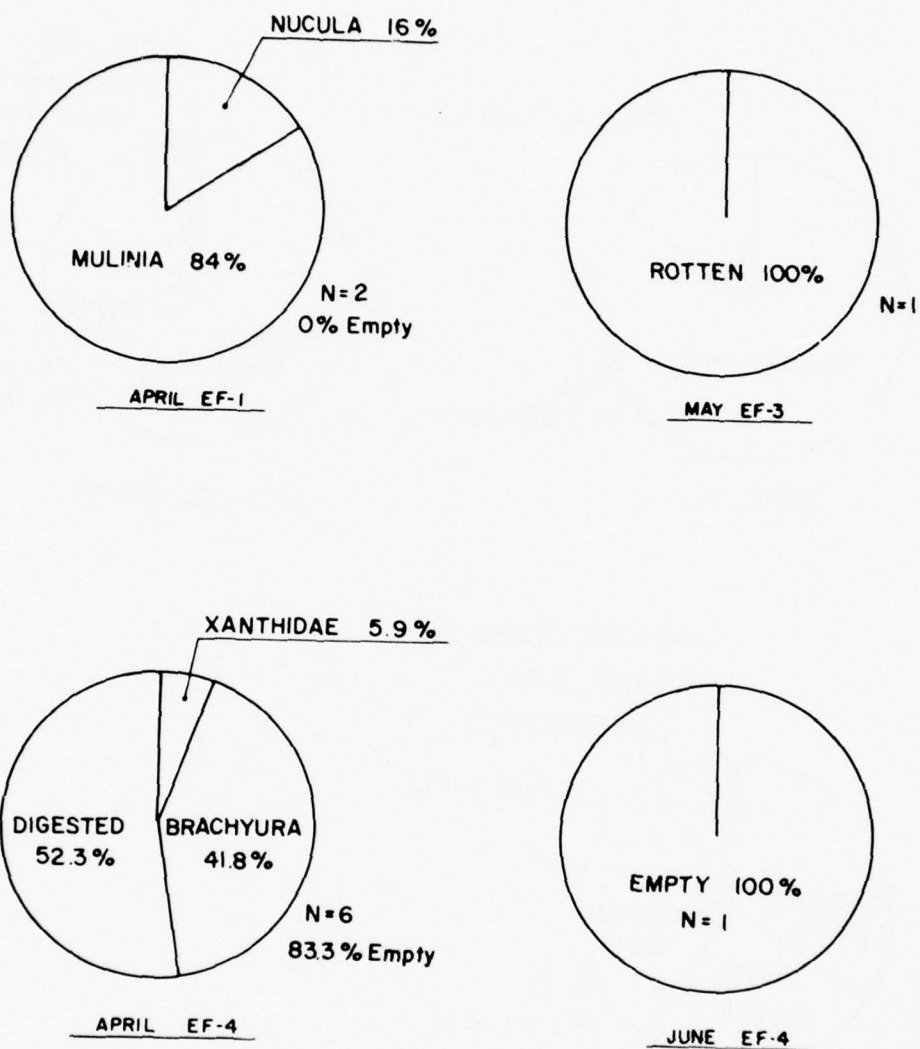 NUCULA 16%
MULINIA 84%
N=2
0% Empty
APRIL EF-1
ROTTEN 100%
N=1
MAY EF-3
XANTHIDAE 5.9%
DIGESTED
52.3%
BRACHYURA
41.8%
N=6
83.3% Empty
APRIL EF-4
EMPTY 100%
N=1
JUNE EF-4